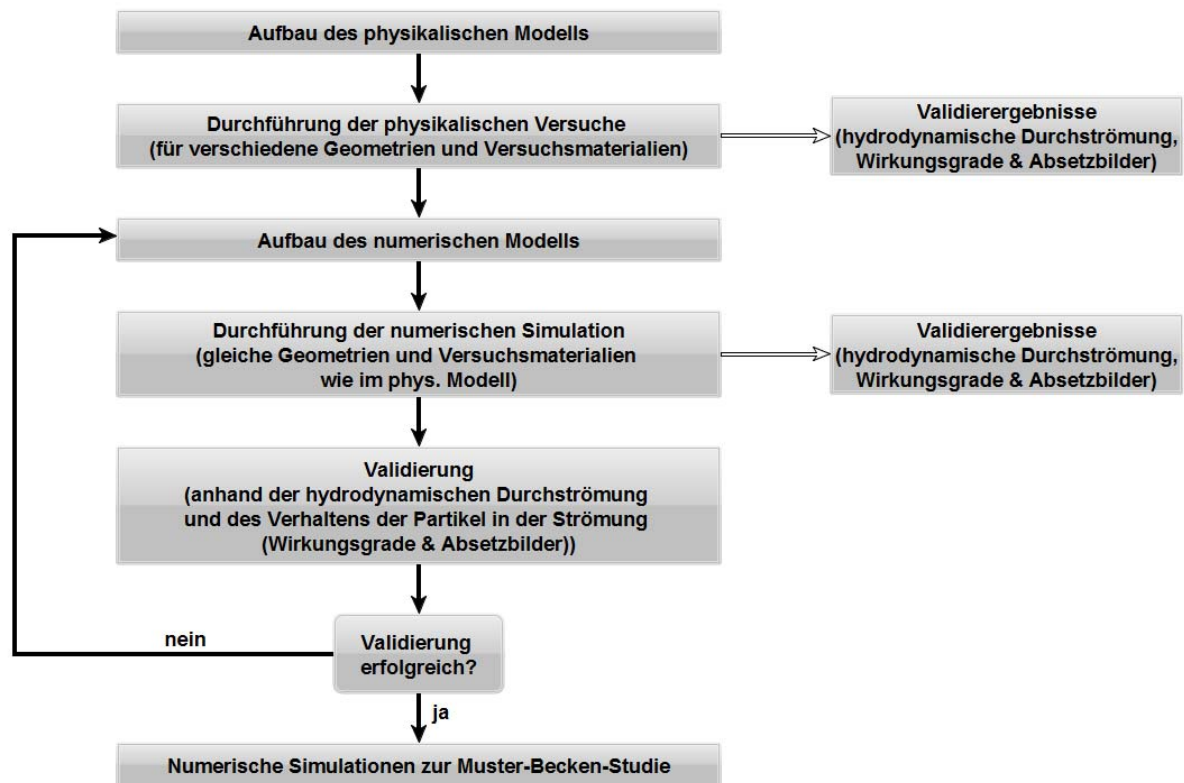 Aufbau des physikalischen Modells
Durchführung der physikalischen Versuche
(für verschiedene Geometrien und Versuchsmaterialien)
Validierergebnisse
(hydrodynamische Durchströmung,
Wirkungsgrade & Absetzbilder)
Aufbau des numerischen Modells
Durchführung der numerischen Simulation
(gleiche Geometrien und Versuchsmaterialien
wie im phys. Modell)
Validierergebnisse
(hydrodynamische Durchströmung,
Wirkungsgrade & Absetzbilder)
Validierung
(anhand der hydrodynamischen Durchströmung
und des Verhaltens der Partikel in der Strömung
(Wirkungsgrade & Absetzbilder))
nein
Validierung
erfolgreich?
ja
Numerische Simulationen zur Muster-Becken-Studie